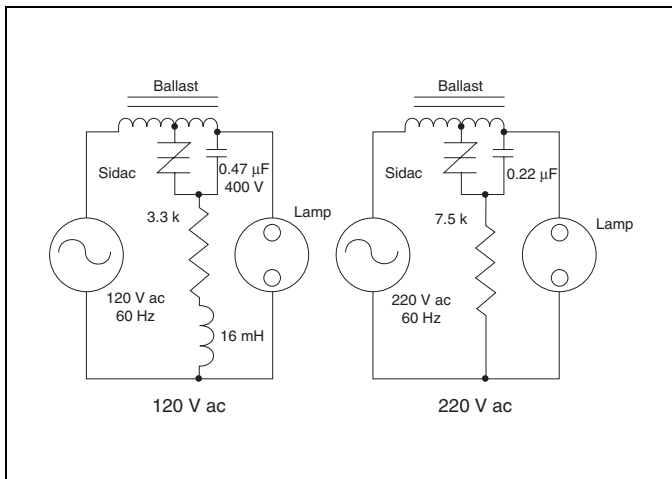 Ballast
Sidac
0.47 μF
400 V
3.3 k
Lamp
120 V ac
60 Hz
16 mH
120 V ac
Ballast
Sidac
0.22 μF
7.5 k
Lamp
220 V ac
60 Hz
220 V ac